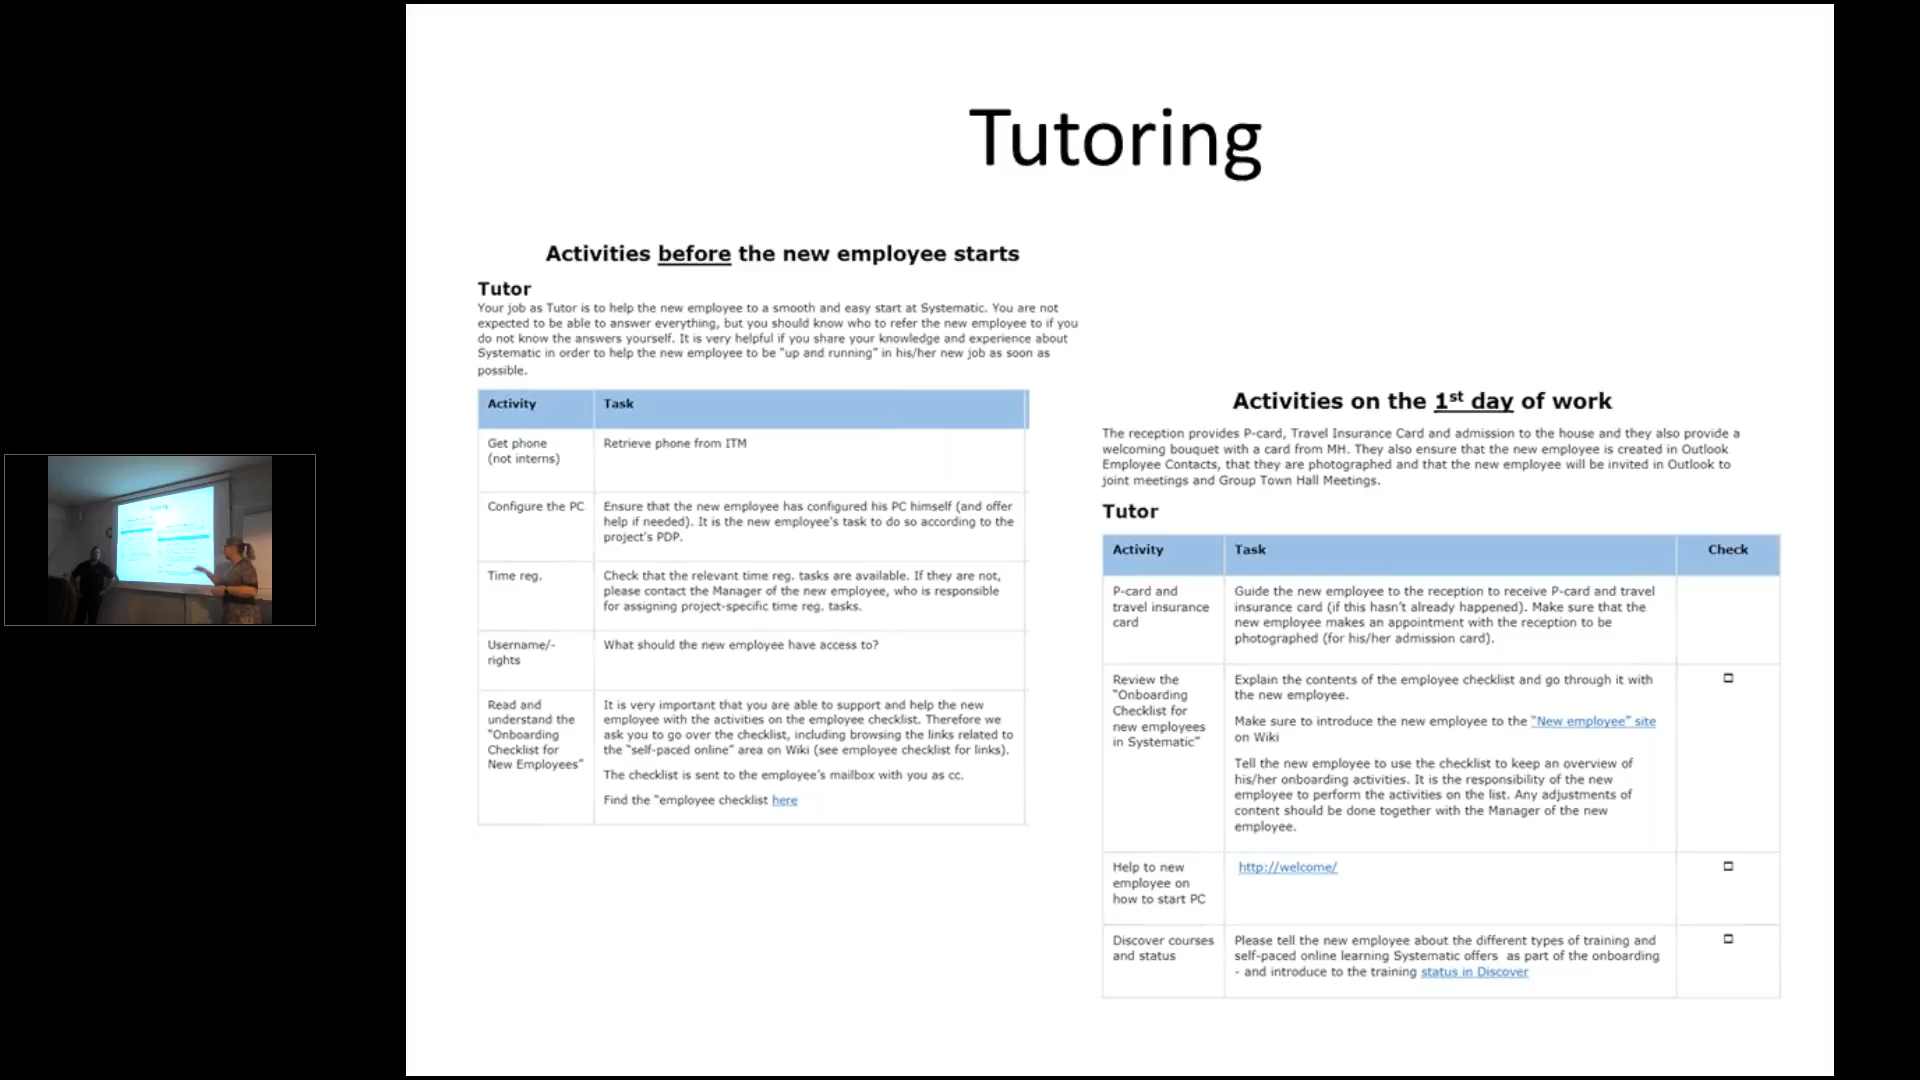 Tutoring
Activities before the new employee starts
Tutor
Your job as Tutor is to help the new employee to a smooth and easy start at Systematic. You are not
expected to be able to answer everything, but you should know who to refer the new employee to if you
do not know the answers yourself. It is very helpful if you share your knowledge and experience about
Systematic in order to help the new employee to be "up and running" in his/her new job as soon as
possible.
Activity
Task
Get phone
(not interns)
Retrieve phone from ITM
Configure the PC
Ensure that the new employee has configured his PC himself (and offer
help if needed). It is the new employee's task to do so according to the
project's PDP.
Time reg.
Check that the relevant time reg. tasks are available. If they are not,
please contact the Manager of the new employee, who is responsible
for assigning project-specific time reg. tasks.
Username/-
rights
What should the new employee have access to?
Read and
understand the
"Onboarding
Checklist for
New Employees"
It is very important that you are able to support and help the new
employee with the activities on the employee checklist. Therefore we
ask you to go over the checklist, including browsing the links related to
the "self-paced online" area on Wiki (see employee checklist for links).
The checklist is sent to the employee's mailbox with you as cc.
Find the "employee checklist here
Activities on the 1st day of work
The reception provides P-card, Travel Insurance Card and admission to the house and they also provide a
welcoming bouquet with a card from MH. They also ensure that the new employee is created in Outlook
Employee Contacts, that they are photographed and that the new employee will be invited in Outlook to
joint meetings and Group Town Hall Meetings.
Tutor
Activity
Task
Check
P-card and
travel insurance
card
Guide the new employee to the reception to receive P-card and travel
insurance card (if this hasn't already happened). Make sure that the
new employee makes an appointment with the reception to be
photographed (for his/her admission card).
Review the
"Onboarding
Checklist for
new employees
in Systematic"
Explain the contents of the employee checklist and go through it with
the new employee.
Make sure to introduce the new employee to the "New employee" site
on Wiki
Tell the new employee to use the checklist to keep an overview of
his/her onboarding activities. It is the responsibility of the new
employee to perform the activities on the list. Any adjustments of
content should be done together with the Manager of the new
employee.
Help to new
employee on
how to start PC
http://welcome/
Discover courses
and status
Please tell the new employee about the different types of training and
self-paced online learning Systematic offers as part of the onboarding
- and introduce to the training status in Discover